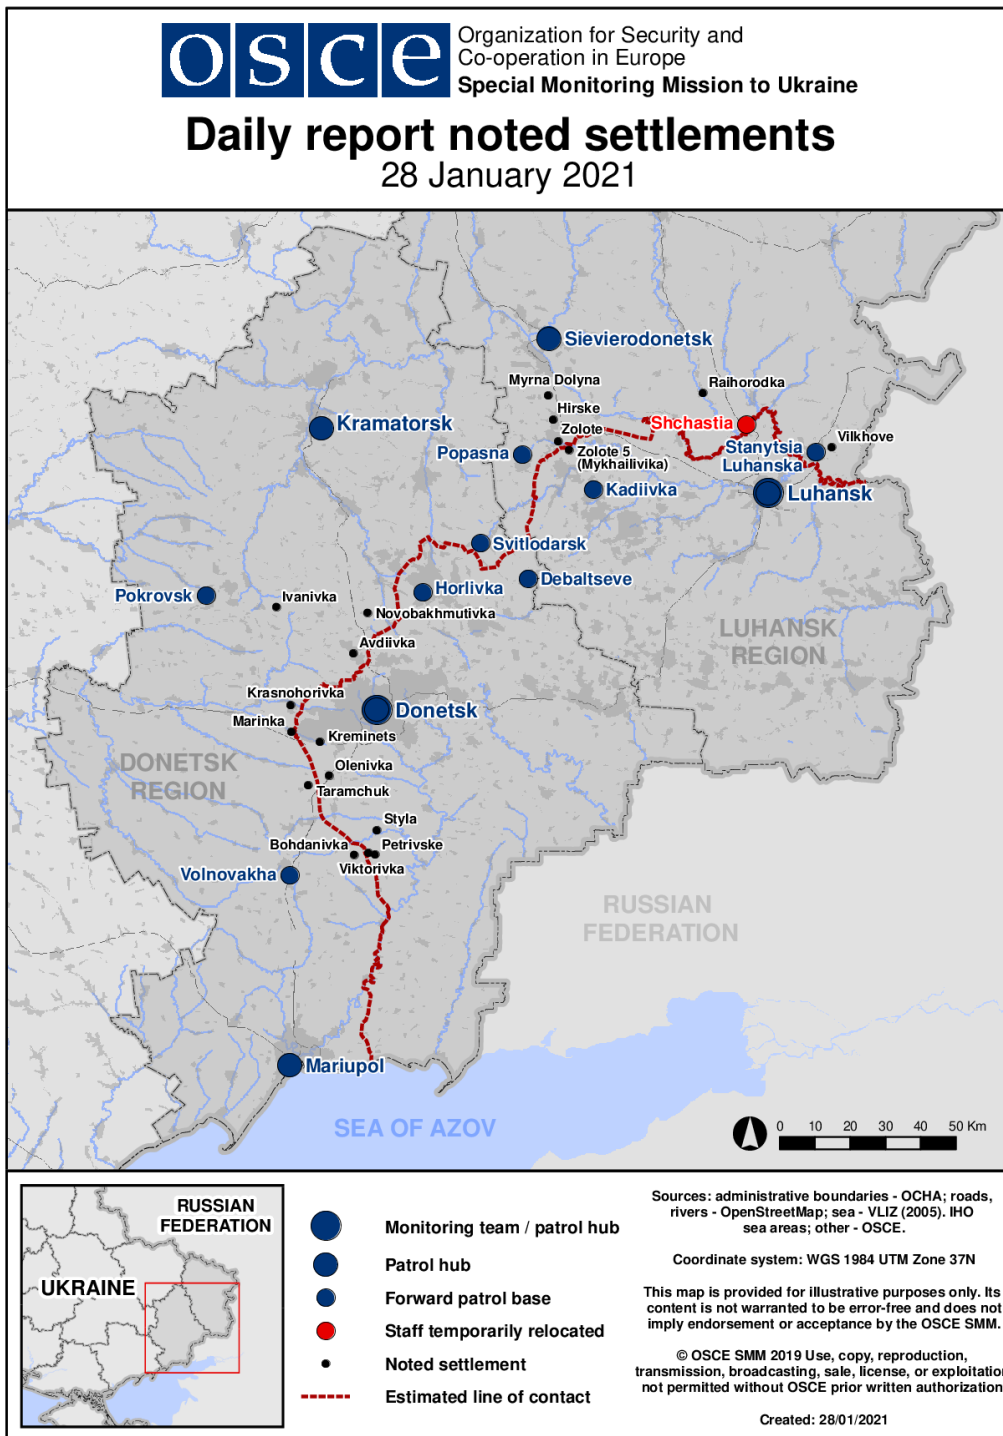 osce
Organization for Security and
Co-operation in Europe
Special Monitoring Mission to Ukraine
Daily report noted settlements
28 January 2021
Sievierodonetsk
Myrna Dolyna
Raihorodka
Hirske
Kramatorsk
Shchastia
Zolote
Vilkhove
Popasna
Zolote 5
(Mykhailivika)
Stanytsia
Luhanska
Kadiivka
Luhansk
Svitlodarsk
Debaltseve
Horlivka
Pokrovsk
Ivanivka
Novobakhmutivka
LUHANSK
REGION
Avdiivka
Krasnohorivka
Donetsk
Marinka
Kreminets
DONETSK
REGION
Olenivka
Taramchuk
Styla
Bohdanivka
Petrivske
Viktorivka
Volnovakha
RUSSIAN
FEDERATION
Mariupol
SEA OF AZOV
0 10 20 30 40 50 Km
RUSSIAN
FEDERATION
UKRAINE
Monitoring team / patrol hub
Patrol hub
Forward patrol base
Staff temporarily relocated
Noted settlement
Estimated line of contact
Sources: administrative boundaries - OCHA; roads,
rivers - OpenStreetMap; sea - VLIZ (2005). IHO
sea areas; other - OSCE.
Coordinate system: WGS 1984 UTM Zone 37N
This map is provided for illustrative purposes only. Its
content is not warranted to be error-free and does not
imply endorsement or acceptance by the OSCE SMM.
© OSCE SMM 2019 Use, copy, reproduction,
transmission, broadcasting, sale, license, or exploitation
not permitted without OSCE prior written authorization
Created: 28/01/2021